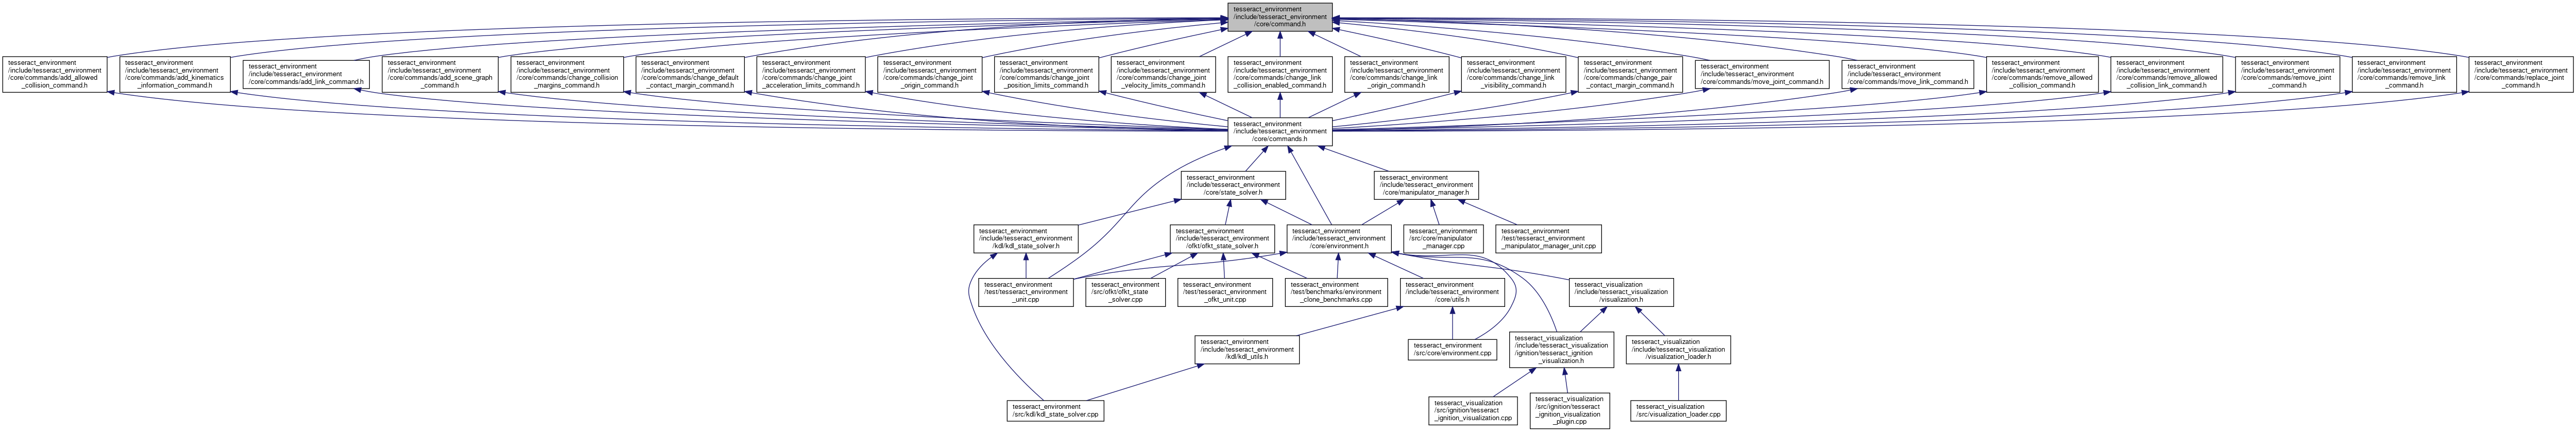 tesseract_environment
/include/tesseract_environment
/core/command.h
tesseract_environment
/include/tesseract_environment
/core/commands/add_allowed
_collision_command.h
tesseract_environment
/include/tesseract_environment
/core/commands/add_kinematics
_information_command.h
tesseract_environment
/include/tesseract_environment
/core/commands/add_link_command.h
tesseract_environment
/include/tesseract_environment
/core/commands/add_scene_graph
_command.h
tesseract_environment
/include/tesseract_environment
/core/commands/change_collision
_margins_command.h
tesseract_environment
/include/tesseract_environment
/core/commands/change_default
_contact_margin_command.h
tesseract_environment
/include/tesseract_environment
/core/commands/change_joint
_acceleration_limits_command.h
tesseract_environment
/include/tesseract_environment
/core/commands/change_joint
_origin_command.h
tesseract_environment
/include/tesseract_environment
/core/commands/change_joint
_position_limits_command.h
tesseract_environment
/include/tesseract_environment
/core/commands/change_joint
_velocity_limits_command.h
tesseract_environment
/include/tesseract_environment
/core/commands/change_link
_collision_enabled_command.h
tesseract_environment
/include/tesseract_environment
/core/commands/change_link
_origin_command.h
tesseract_environment
/include/tesseract_environment
/core/commands/change_link
_visibility_command.h
tesseract_environment
/include/tesseract_environment
/core/commands/change_pair
_contact_margin_command.h
tesseract_environment
/include/tesseract_environment
/core/commands/move_joint_command.h
tesseract_environment
/include/tesseract_environment
/core/commands/move_link_command.h
tesseract_environment
/include/tesseract_environment
/core/commands/remove_allowed
_collision_command.h
tesseract_environment
/include/tesseract_environment
/core/commands/remove_allowed
_collision_link_command.h
tesseract_environment
/include/tesseract_environment
/core/commands/remove_joint
_command.h
tesseract_environment
/include/tesseract_environment
/core/commands/remove_link
_command.h
tesseract_environment
/include/tesseract_environment
/core/commands/replace_joint
_command.h
tesseract_environment
/include/tesseract_environment
/core/commands.h
tesseract_environment
/include/tesseract_environment
/core/state_solver.h
tesseract_environment
/include/tesseract_environment
/core/manipulator_manager.h
tesseract_environment
/include/tesseract_environment
/kdl/kdl_state_solver.h
tesseract_environment
/include/tesseract_environment
/ofkt/ofkt_state_solver.h
tesseract_environment
/include/tesseract_environment
/core/environment.h
tesseract_environment
/src/core/manipulator
_manager.cpp
tesseract_environment
/test/tesseract_environment
_manipulator_manager_unit.cpp
tesseract_environment
/test/tesseract_environment
_unit.cpp
tesseract_environment
/src/ofkt/ofkt_state
_solver.cpp
tesseract_environment
/test/tesseract_environment
_ofkt_unit.cpp
tesseract_environment
/test/benchmarks/environment
_clone_benchmarks.cpp
tesseract_environment
/include/tesseract_environment
/core/utils.h
tesseract_visualization
/include/tesseract_visualization
/visualization.h
tesseract_environment
/include/tesseract_environment
/kdl/kdl_utils.h
tesseract_environment
/src/core/environment.cpp
tesseract_visualization
/include/tesseract_visualization
/ignition/tesseract_ignition
_visualization.h
tesseract_visualization
/include/tesseract_visualization
/visualization_loader.h
tesseract_environment
/src/kdl/kdl_state_solver.cpp
tesseract_visualization
/src/ignition/tesseract
_ignition_visualization.cpp
tesseract_visualization
/src/ignition/tesseract
_ignition_visualization
_plugin.cpp
tesseract_visualization
/src/visualization_loader.cpp